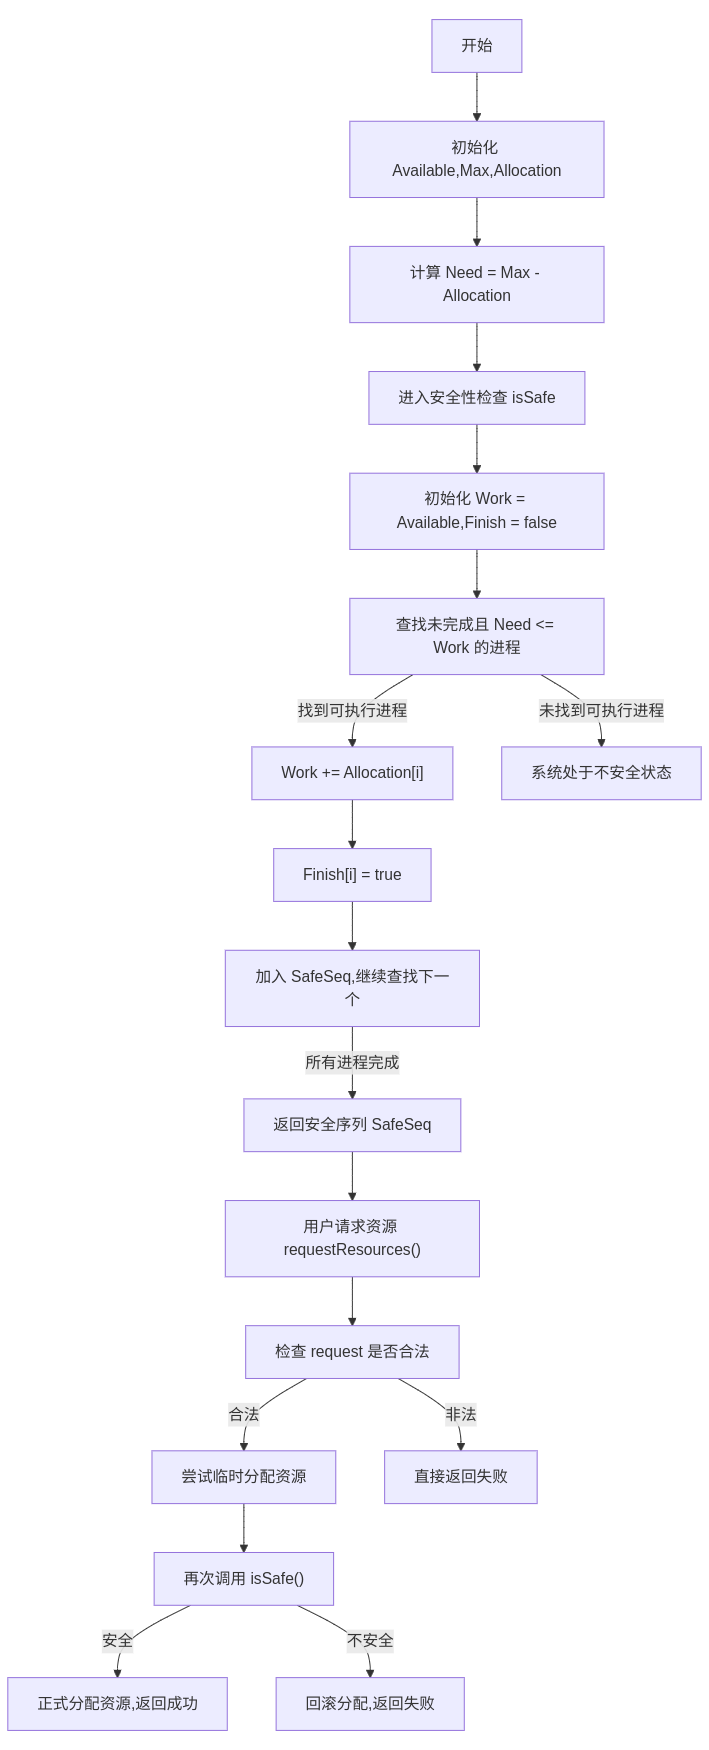 开始
初始化
Available,Max,Allocation
计算 Need = Max -
Allocation
进入安全性检查 isSafe
初始化 Work =
Available,Finish = false
查找未完成且 Need <=
Work 的进程
找到可执行进程
未找到可执行进程
Work += Allocation[i]
系统处于不安全状态
Finish[i] = true
加入 SafeSeq,继续查找下一
个
所有进程完成
返回安全序列 SafeSeq
用户请求资源
requestResources()
检查 request 是否合法
合法
非法
尝试临时分配资源
直接返回失败
再次调用 isSafe()
安全
不安全
正式分配资源,返回成功
回滚分配,返回失败